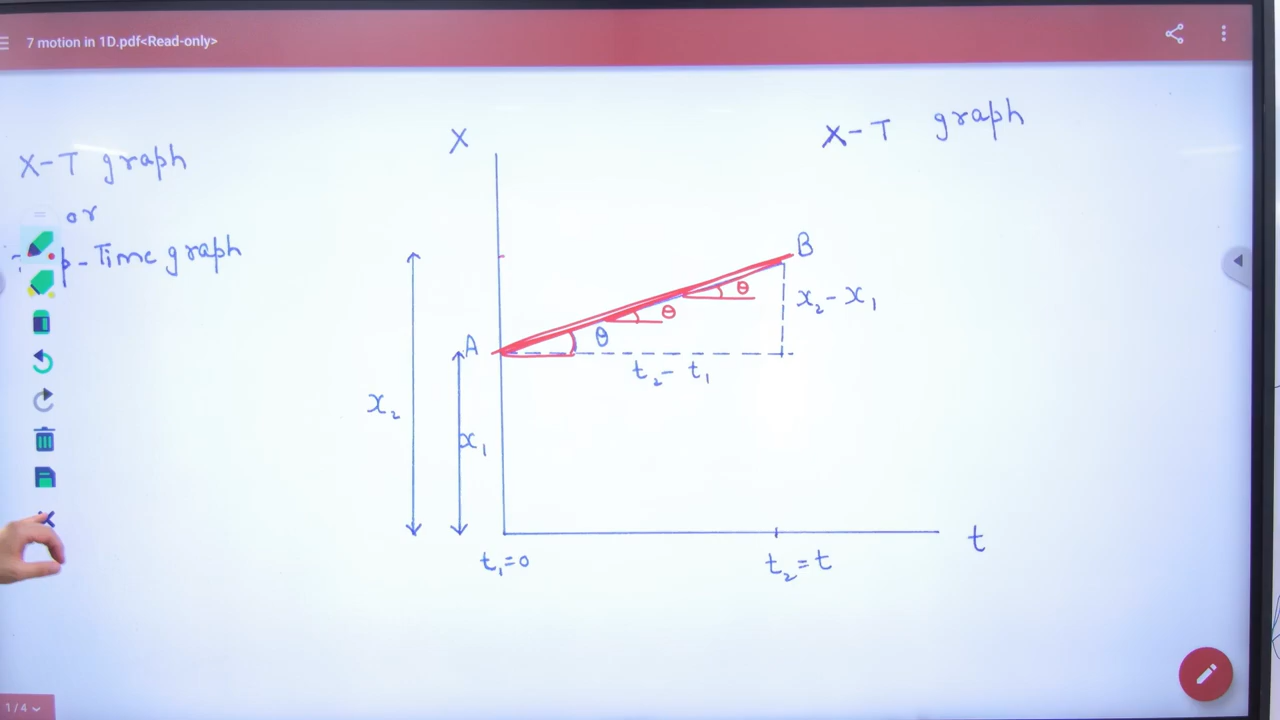 7 motion in 1D.pdf<Read-only>
X-T graph
or
p-Time graph
X-T graph
X
B
A
θ
θ
θ
x₂-x₁
t₂-t₁
x₂
x₁
t₁=0
t₂=t
t
1/4